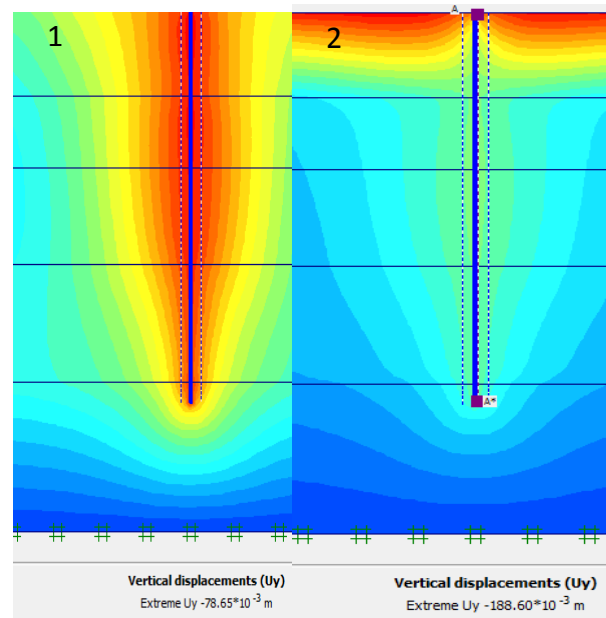 1
2
A
A*
Vertical displacements (Uy)
Extreme Uy -78.65*10 -3 m
Vertical displacements (Uy)
Extreme Uy -188.60*10 -3 m